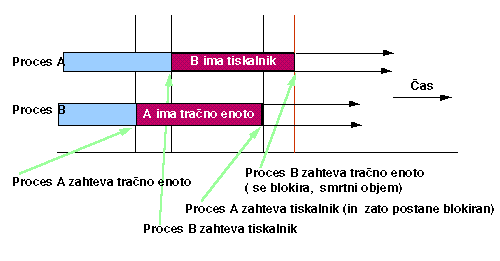 Proces A
B ima tiskalnik
Čas
Proces B
A ima tračno enoto
Proces A zahteva tračno enoto
Proces B zahteva tračno enoto
( se blokira, smrtni objem)
Proces A zahteva tiskalnik (in zato postane blokiran)
Proces B zahteva tiskalnik